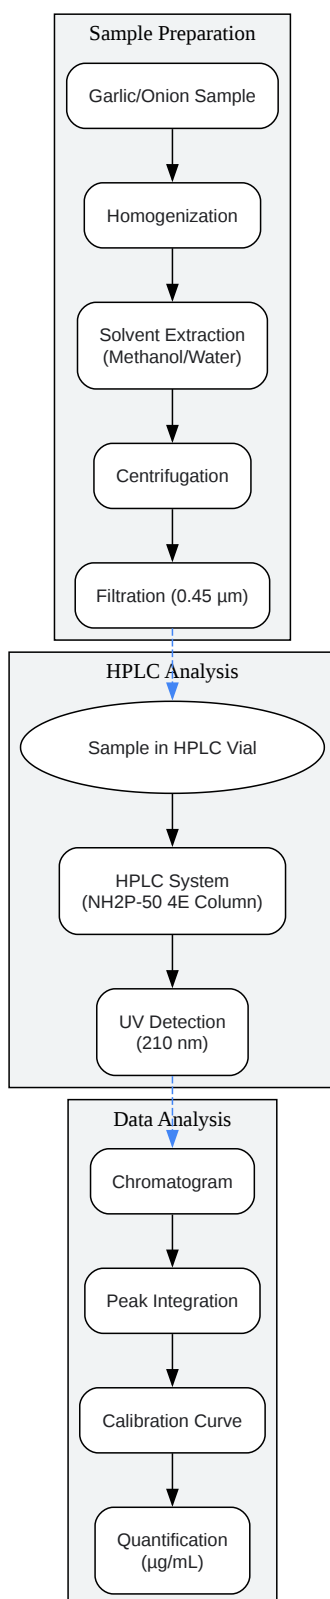 Sample Preparation
Garlic/Onion Sample
Homogenization
Solvent Extraction
(Methanol/Water)
Centrifugation
Filtration (0.45 µm)
HPLC Analysis
Sample in HPLC Vial
HPLC System
(NH2P-50 4E Column)
UV Detection
(210 nm)
Data Analysis
Chromatogram
Peak Integration
Calibration Curve
Quantification
(µg/mL)